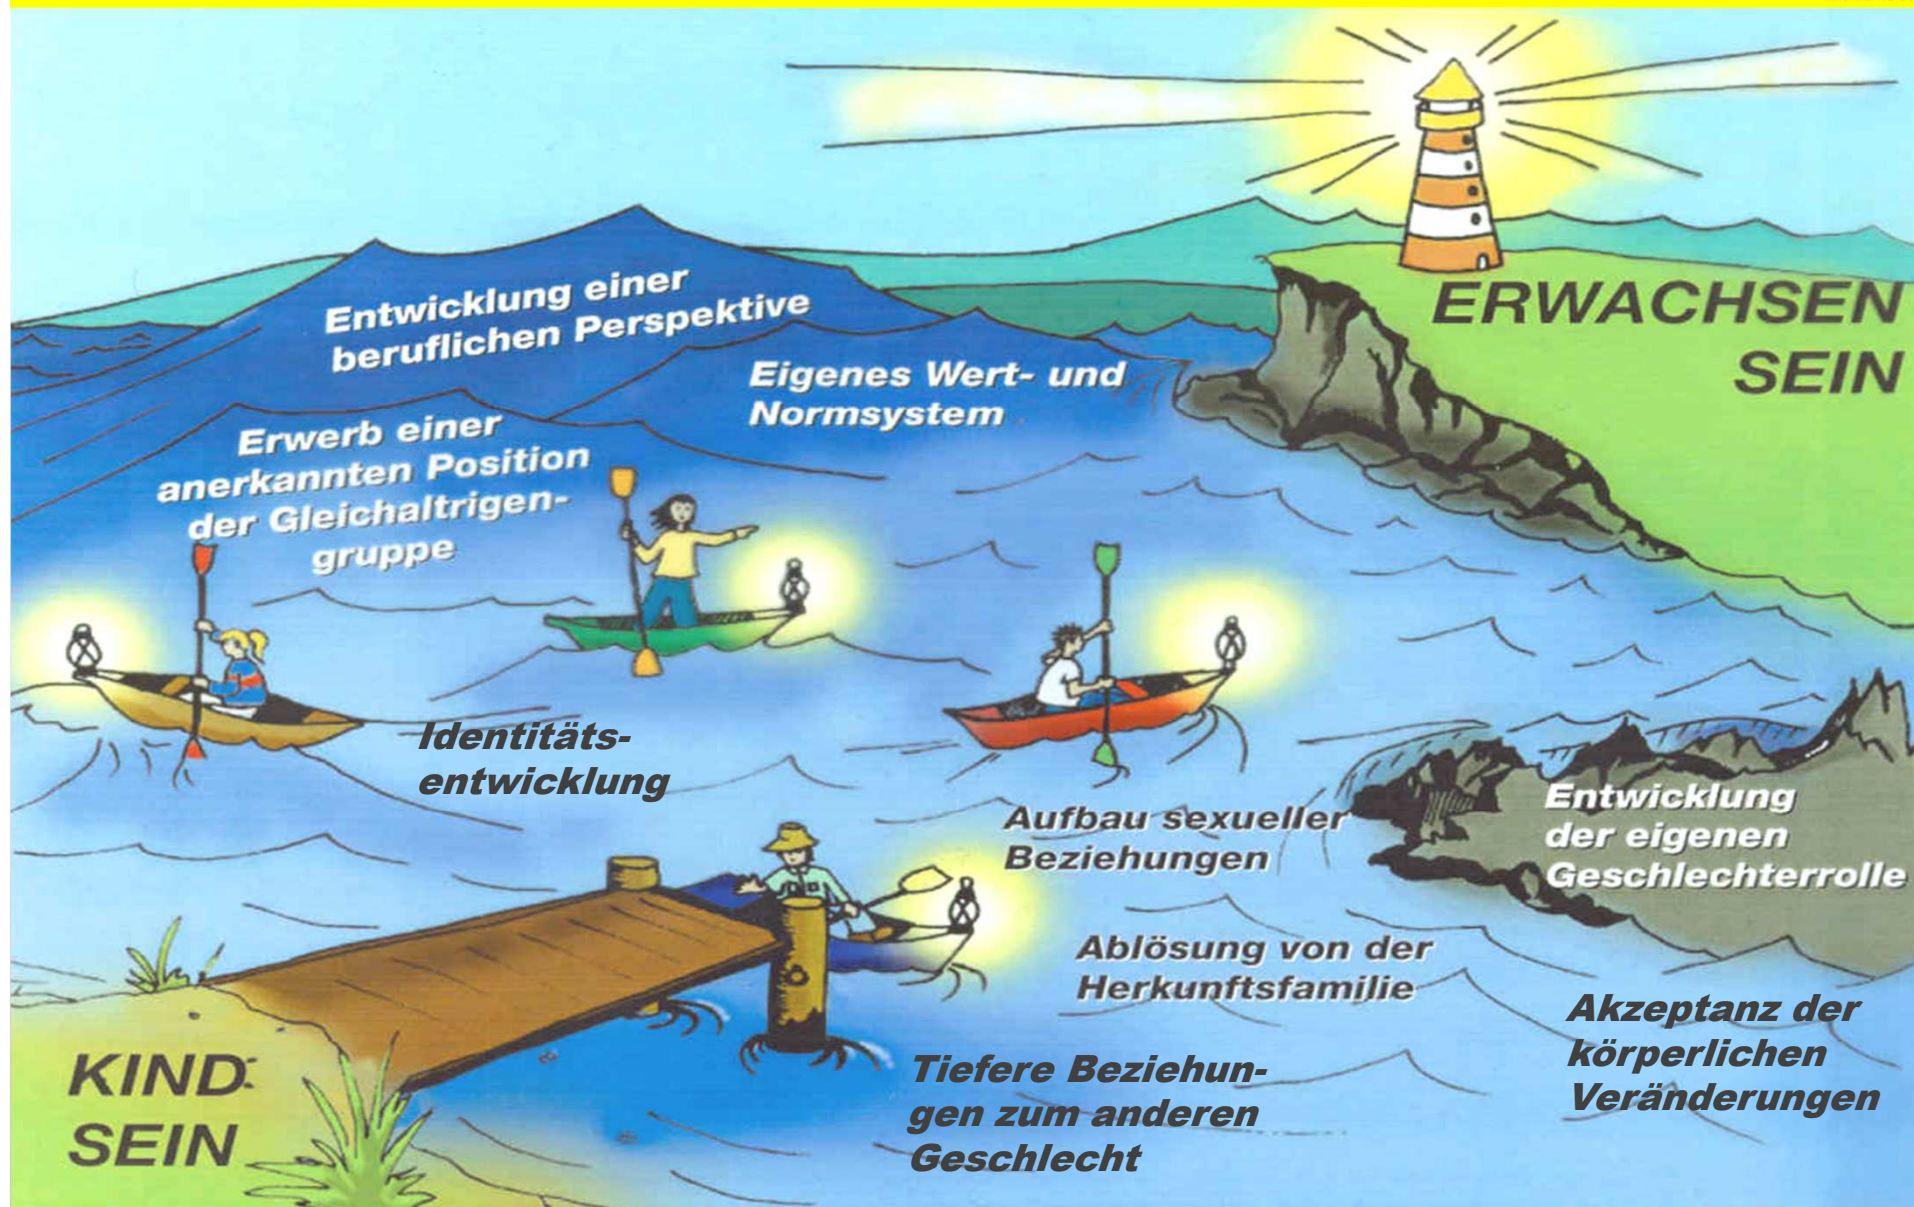 ERWACHSEN
SEIN
Entwicklung einer
beruflichen Perspektive
Eigenes Wert- und
Normsystem
Erwerb einer
anerkannten Position
der Gleichaltrigen-
gruppe
Identitäts-
entwicklung
Aufbau sexueller
Beziehungen
Entwicklung
der eigenen
Geschlechterrolle
Ablösung von der
Herkunftsfamilie
Akzeptanz der
körperlichen
Veränderungen
Tiefere Beziehun-
gen zum anderen
Geschlecht
KIND-
SEIN